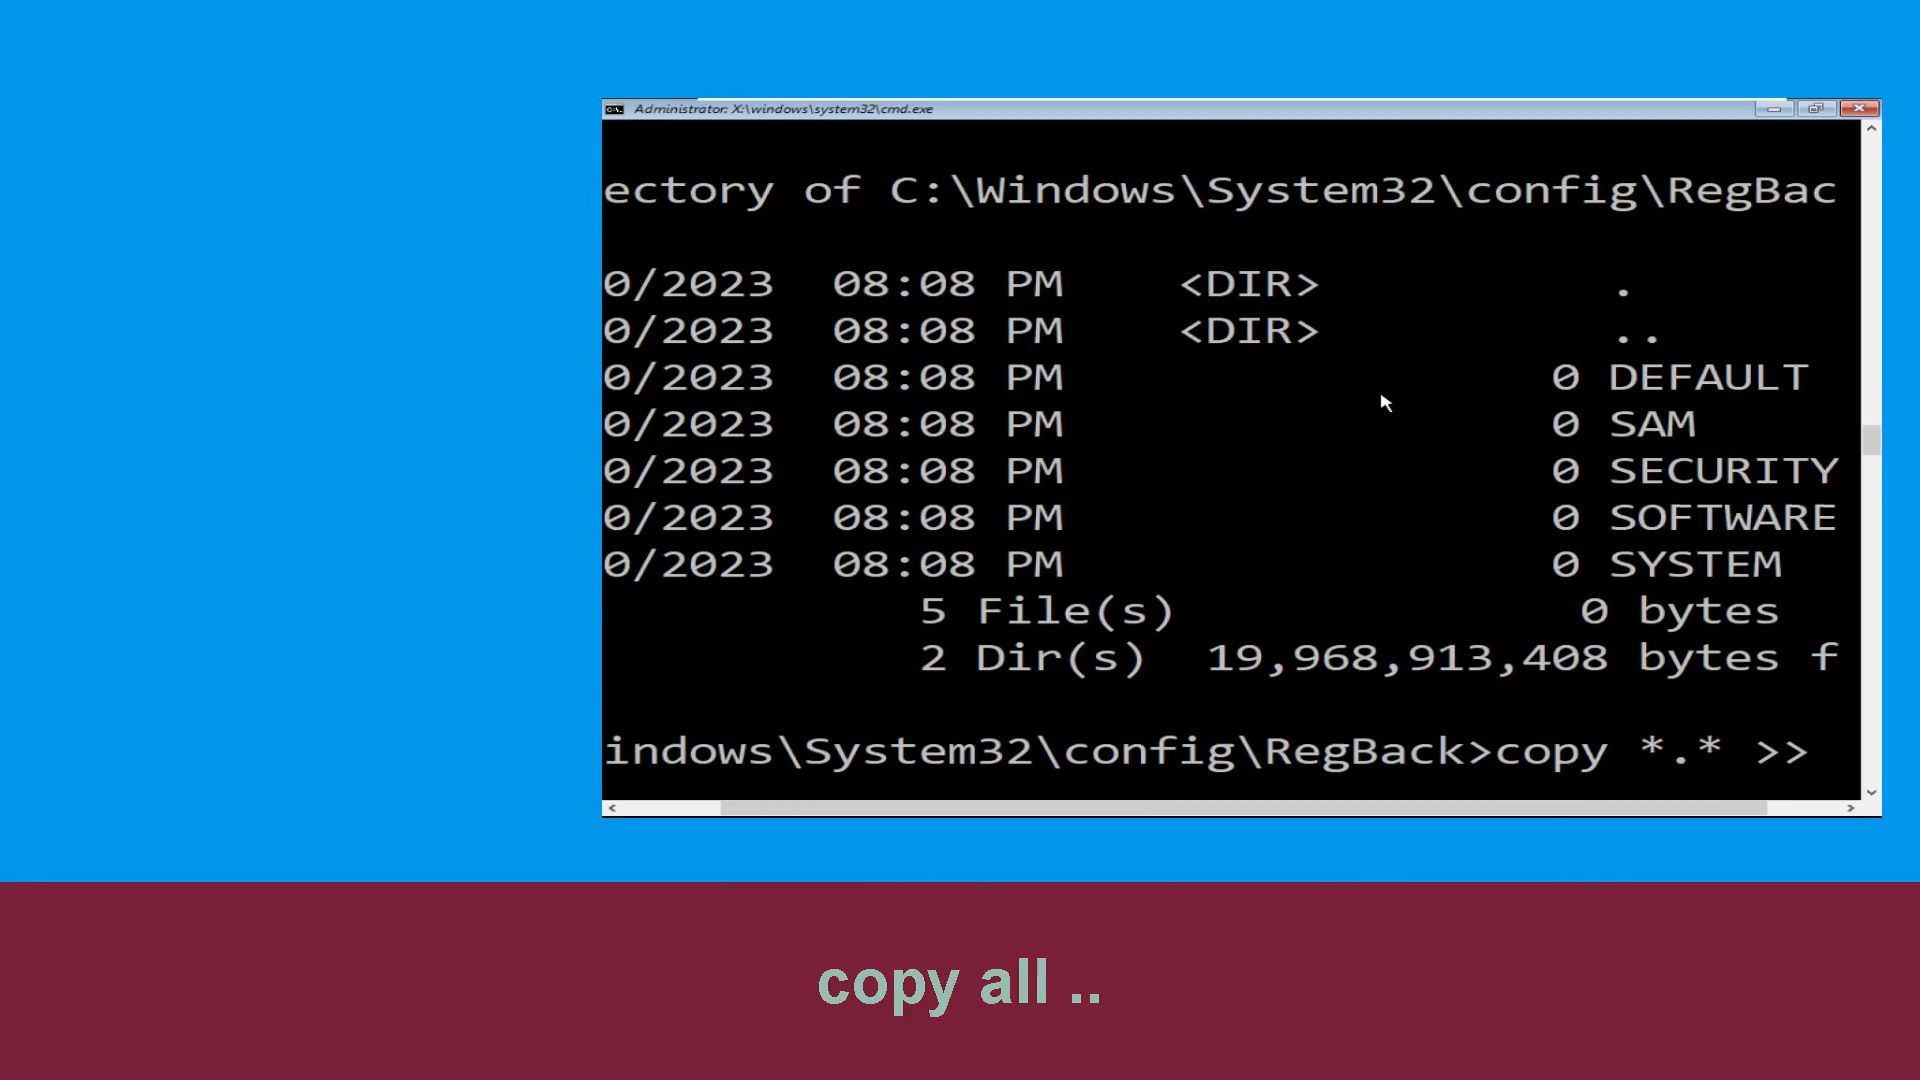 Administrator: X:\windows\system32\cmd.exe
ectory of C:\Windows\System32\config\RegBac
0/2023 08:08 PM <DIR> .
0/2023 08:08 PM <DIR> ..
0/2023 08:08 PM 0 DEFAULT
0/2023 08:08 PM 0 SAM
0/2023 08:08 PM 0 SECURITY
0/2023 08:08 PM 0 SOFTWARE
0/2023 08:08 PM 0 SYSTEM
5 File(s) 0 bytes
2 Dir(s) 19,968,913,408 bytes f
indows\System32\config\RegBack>copy *.* >>
copy all ..